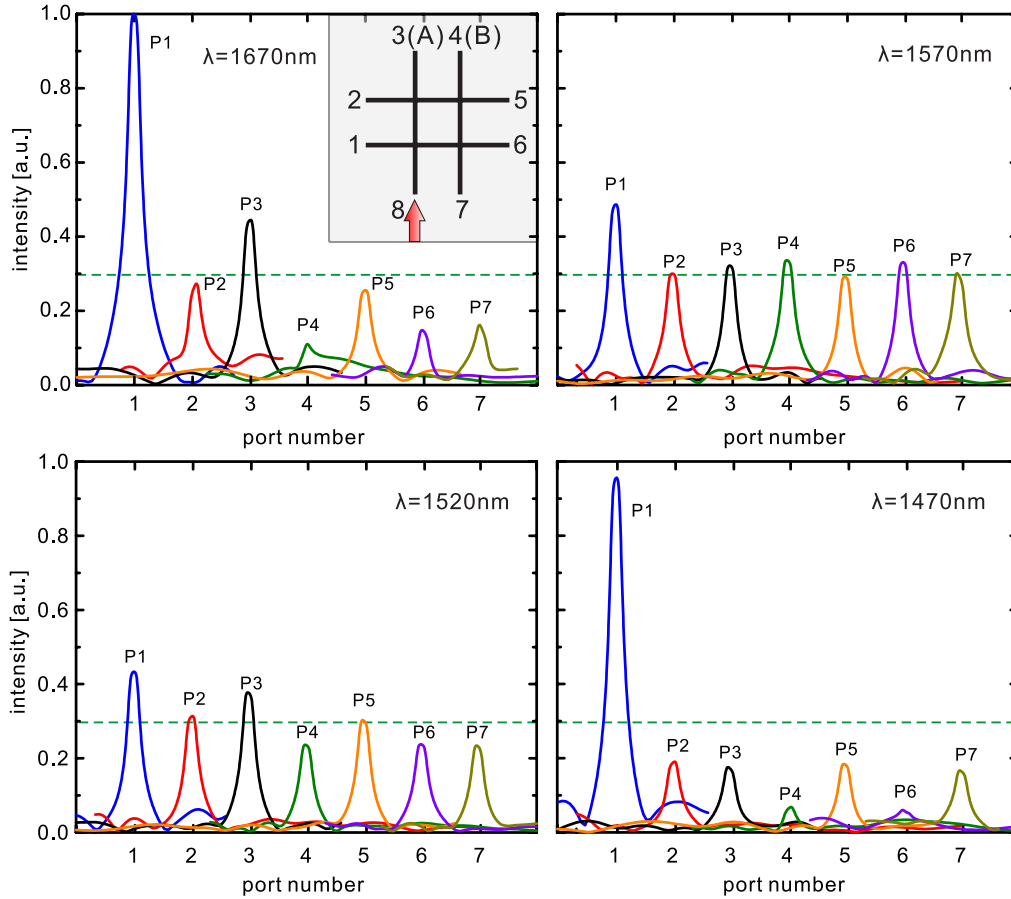 1.0
0.8
0.6
0.4
0.2
0.0
intensity [a.u.]
P1
λ=1670nm
P2
P3
P4
P5
P6
P7
3(A) 4(B)
2
5
1
6
8
7
1 2 3 4 5 6 7
port number
λ=1570nm
P1
P2
P3
P4
P5
P6
P7
1 2 3 4 5 6 7
port number
1.0
0.8
0.6
0.4
0.2
0.0
intensity [a.u.]
λ=1520nm
P1
P2
P3
P4
P5
P6
P7
1 2 3 4 5 6 7
port number
λ=1470nm
P1
P2
P3
P4
P5
P6
P7
1 2 3 4 5 6 7
port number